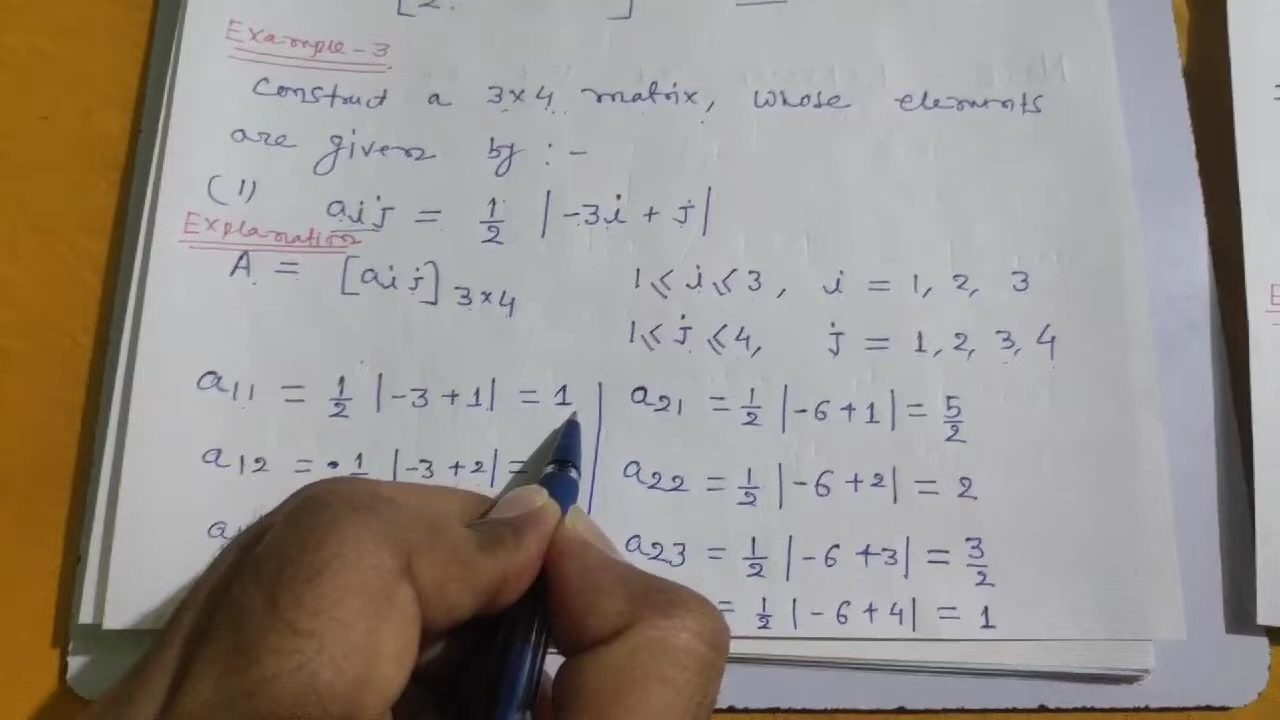 [2. ]
Example-3
Construct a 3×4 matrix, whose elements
are given by :-
(1) aij = 1/2 |-3i + j|
Explanation
A = [aij] 3×4 1⩽i⩽3, i = 1, 2, 3
1⩽j⩽4, j = 1, 2, 3, 4
a11 = 1/2 |-3+1| = 1
a12 = 1/2 |-3+2| =
a21 = 1/2 |-6+1| = 5/2
a22 = 1/2 |-6+2| = 2
a23 = 1/2 |-6+3| = 3/2
= 1/2 |-6+4| = 1